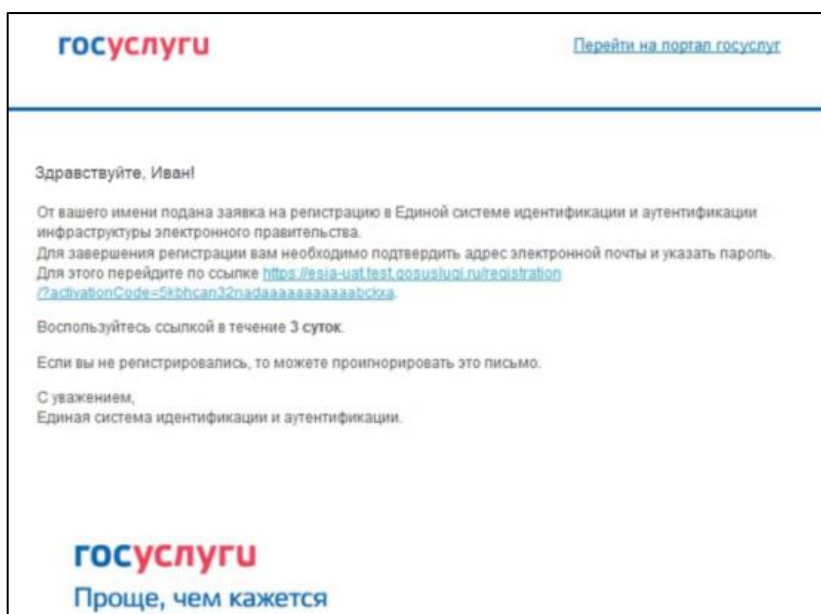 госуслуги
Перейти на портал госуслуг
Здравствуйте, Иван!
От вашего имени подана заявка на регистрацию в Единой системе идентификации и аутентификации
инфраструктуры электронного правительства.
Для завершения регистрации вам необходимо подтвердить адрес электронной почты и указать пароль.
Для этого перейдите по ссылке https://esia-uat.test.gosuslugi.ru/registration
/?activationCode=5kbhcan32nadaaaaaaaaaaabckxa.
Воспользуйтесь ссылкой в течение 3 суток.
Если вы не регистрировались, то можете проигнорировать это письмо.
С уважением,
Единая система идентификации и аутентификации.
госуслуги
Проще, чем кажется